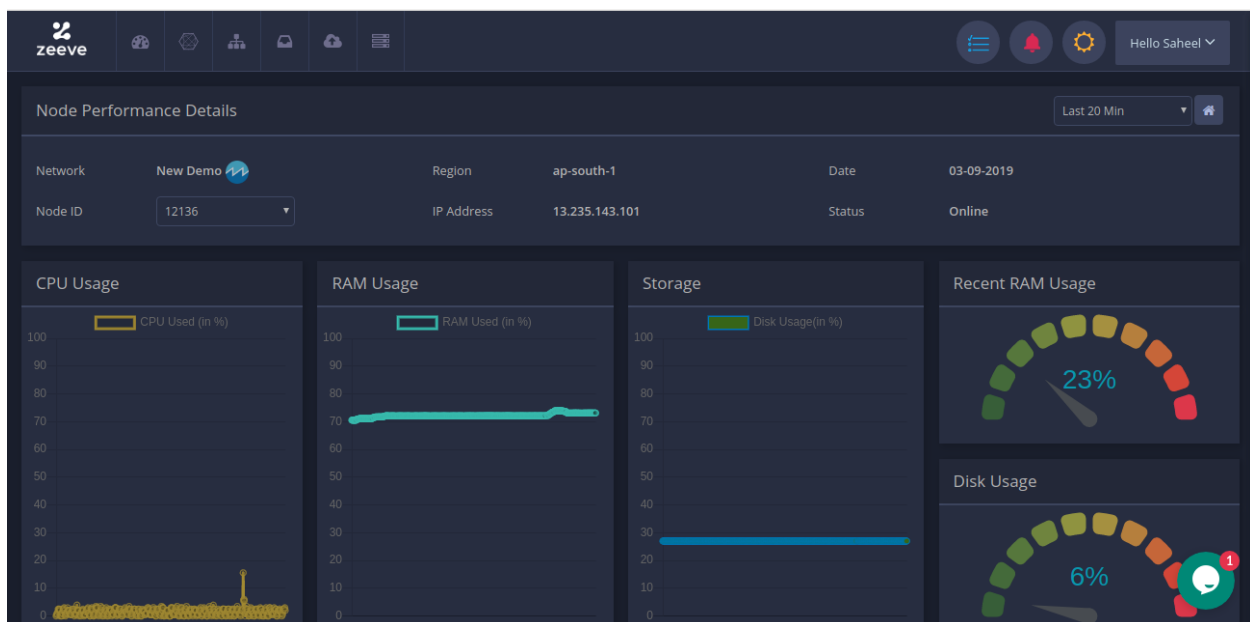 zeeve
Hello Saheel
Node Performance Details
Last 20 Min
Network New Demo Region ap-south-1 Date 03-09-2019
Node ID 12136 IP Address 13.235.143.101 Status Online
CPU Usage
CPU Used (in %)
100
90
80
70
60
50
40
30
20
10
0
RAM Usage
RAM Used (in %)
100
90
80
70
60
50
40
30
20
10
0
Storage
Disk Usage(in %)
100
90
80
70
60
50
40
30
20
10
0
Recent RAM Usage
23%
Disk Usage
6%
1